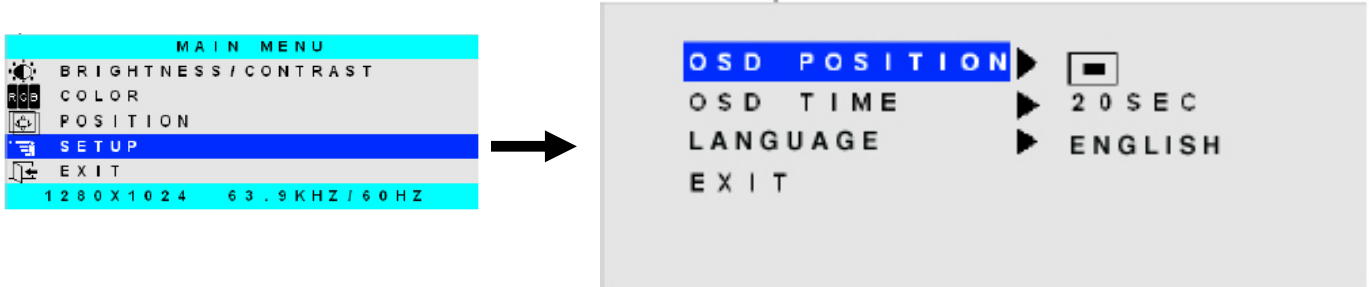 MAIN MENU
BRIGHTNESS/CONTRAST
RGB COLOR
POSITION
SETUP
EXIT
1280X1024 63.9KHZ/60HZ
OSD POSITION
OSD TIME 20SEC
LANGUAGE ENGLISH
EXIT